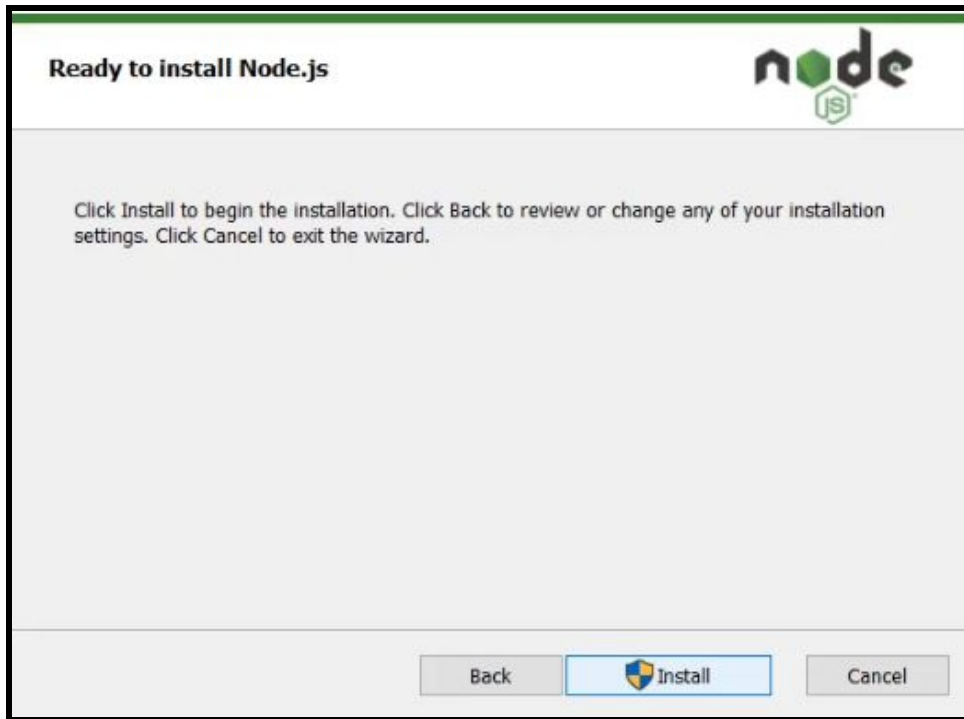 Ready to install Node.js
node
JS
Click Install to begin the installation. Click Back to review or change any of your installation
settings. Click Cancel to exit the wizard.
Back
Install
Cancel